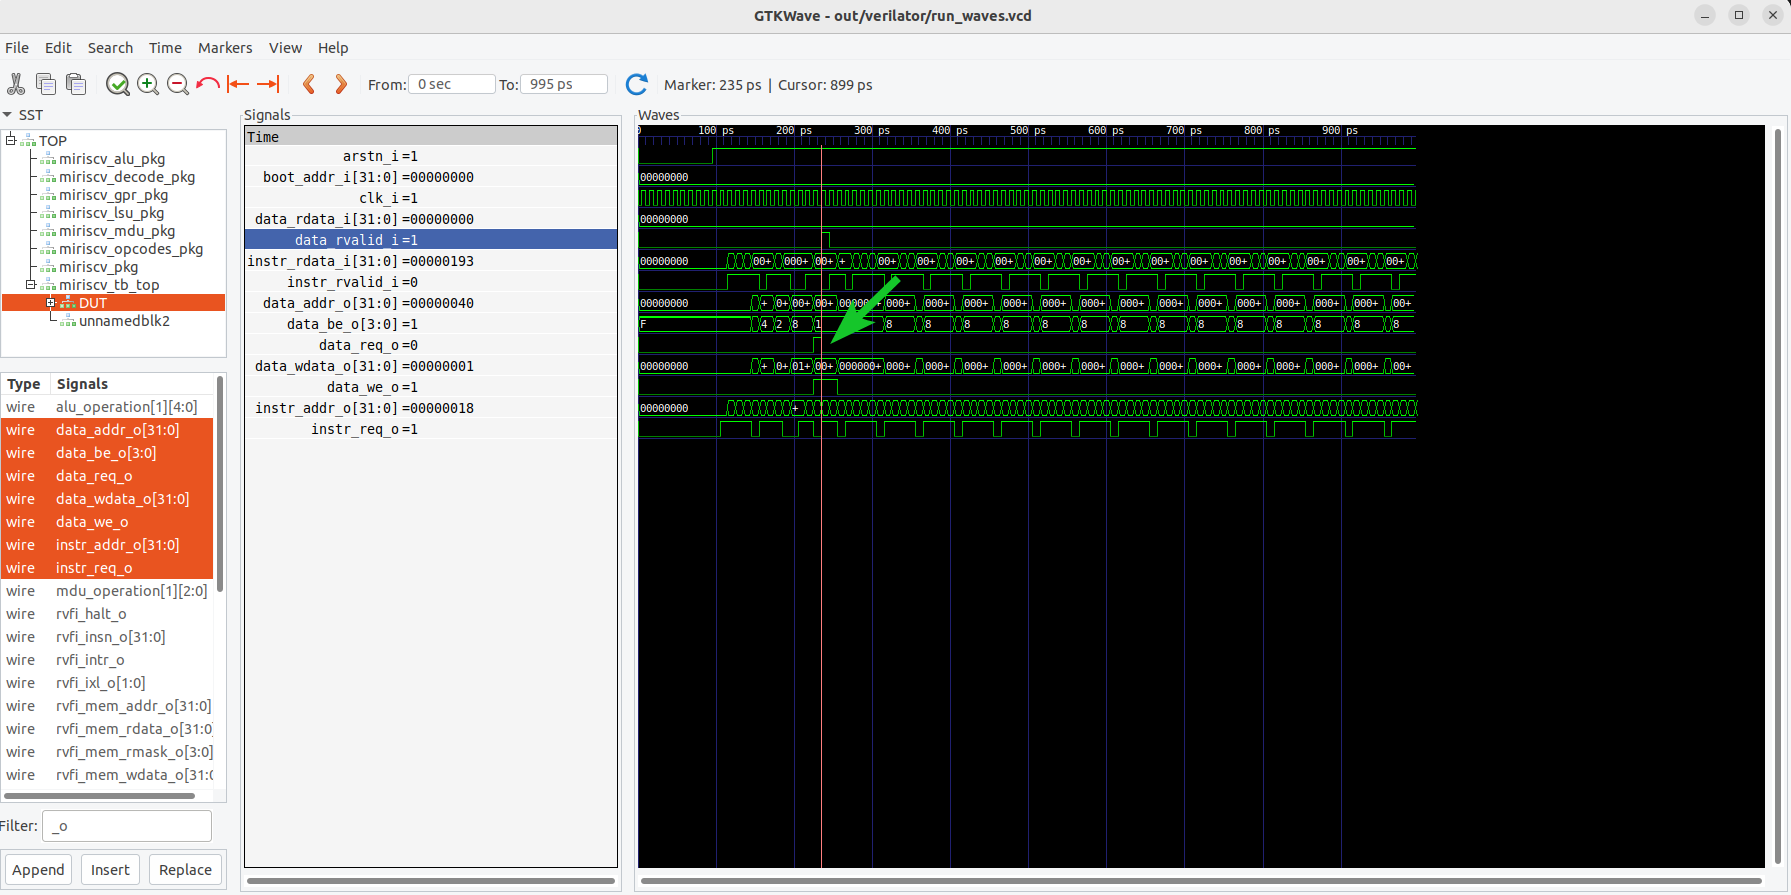 GTKWave - out/verilator/run_waves.vcd
File Edit Search Time Markers View Help
From: 0 sec To: 995 ps Marker: 235 ps | Cursor: 899 ps
SST
TOP
miriscv_alu_pkg
miriscv_decode_pkg
miriscv_gpr_pkg
miriscv_lsu_pkg
miriscv_mdu_pkg
miriscv_opcodes_pkg
miriscv_pkg
miriscv_tb_top
DUT
unnamedblk2
Type Signals
wire alu_operation[1][4:0]
wire data_addr_o[31:0]
wire data_be_o[3:0]
wire data_req_o
wire data_wdata_o[31:0]
wire data_we_o
wire instr_addr_o[31:0]
wire instr_req_o
wire mdu_operation[1][2:0]
wire rvfi_halt_o
wire rvfi_insn_o[31:0]
wire rvfi_intr_o
wire rvfi_ixl_o[1:0]
wire rvfi_mem_addr_o[31:0]
wire rvfi_mem_rdata_o[31:0
wire rvfi_mem_rmask_o[3:0]
wire rvfi_mem_wdata_o[31:0
Filter: _o
Append Insert Replace
Signals
Time
arstn_i =1
boot_addr_i[31:0] =00000000
clk_i =1
data_rdata_i[31:0] =00000000
data_rvalid_i =1
instr_rdata_i[31:0] =00000193
instr_rvalid_i =0
data_addr_o[31:0] =00000040
data_be_o[3:0] =1
data_req_o =0
data_wdata_o[31:0] =00000001
data_we_o =1
instr_addr_o[31:0] =00000018
instr_req_o =1
Waves
0 100 ps 200 ps 300 ps 400 ps 500 ps 600 ps 700 ps 800 ps 900 ps
00000000
00000000
00000000 00+ 000+ 00+ + 00+ 00+ 00+ 00+ 00+ 00+ 00+ 00+ 00+ 00+ 00+ 00+ 00+ 00+
00000000 + 0+ 00+ 00+ 000+ 000+ 000+ 000+ 000+ 000+ 000+ 000+ 000+ 000+ 000+ 000+ 000+ 00+
F 4 2 8 1 8 8 8 8 8 8 8 8 8 8 8 8 8 8
00000000 + 0+ 01+ 00+ 000000+ 000+ 000+ 000+ 000+ 000+ 000+ 000+ 000+ 000+ 000+ 000+ 000+ 000+ 00+
00000000 +